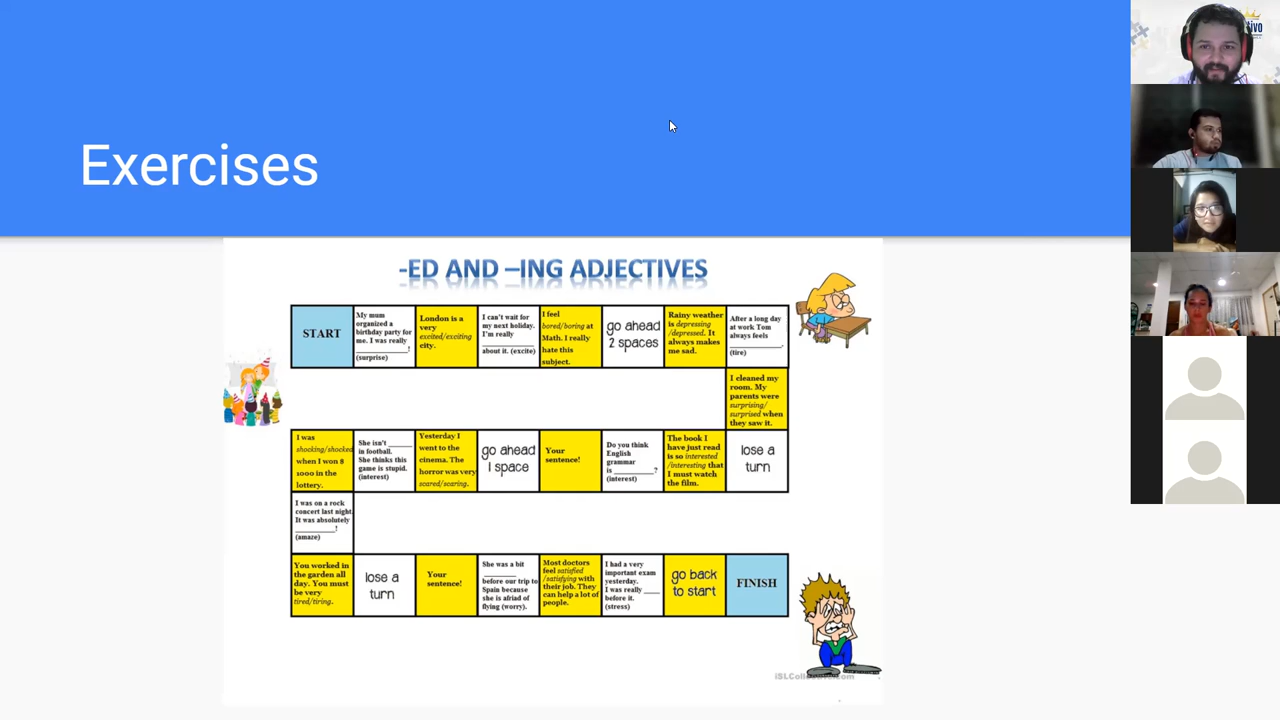 Exercises
-ED AND –ING ADJECTIVES
START
My mum
organized a
birthday party for
me. I was really
____________!
(surprise)
London is a
very
excited/exciting
city.
I can't wait for
my next holiday.
I'm really
____________
about it. (excite)
I feel
bored/boring at
Math. I really
hate this
subject.
go ahead
2 spaces
Rainy weather
is depressing
/depressed. It
always makes
me sad.
After a long day
at work Tom
always feels
____________.
(tire)
I cleaned my
room. My
parents were
surprising/
surprised when
they saw it.
I was
shocking/shocked
when I won $
1000 in the
lottery.
She isn't _____
in football.
She thinks this
game is stupid.
(interest)
Yesterday I
went to the
cinema. The
horror was very
scared/scaring.
go ahead
1 space
Your
sentence!
Do you think
English
grammar
is _________?
(interest)
The book I
have just read
is so interested
/interesting that
I must watch
the film.
lose a
turn
I was on a rock
concert last night.
It was absolutely
_________!
(amaze)
You worked in
the garden all
day. You must
be very
tired/tiring.
lose a
turn
Your
sentence!
She was a bit
_______
before our trip to
Spain because
she is afriad of
flying (worry).
Most doctors
feel satisfied
/satisfying with
their job. They
can help a lot of
people.
I had a very
important exam
yesterday.
I was really ____
before it.
(stress)
go back
to start
FINISH